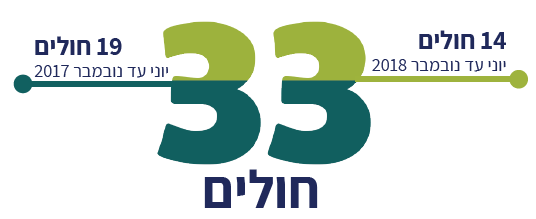 14 חולים
יוני עד נובמבר 2018
19 חולים
יוני עד נובמבר 2017
33
חולים